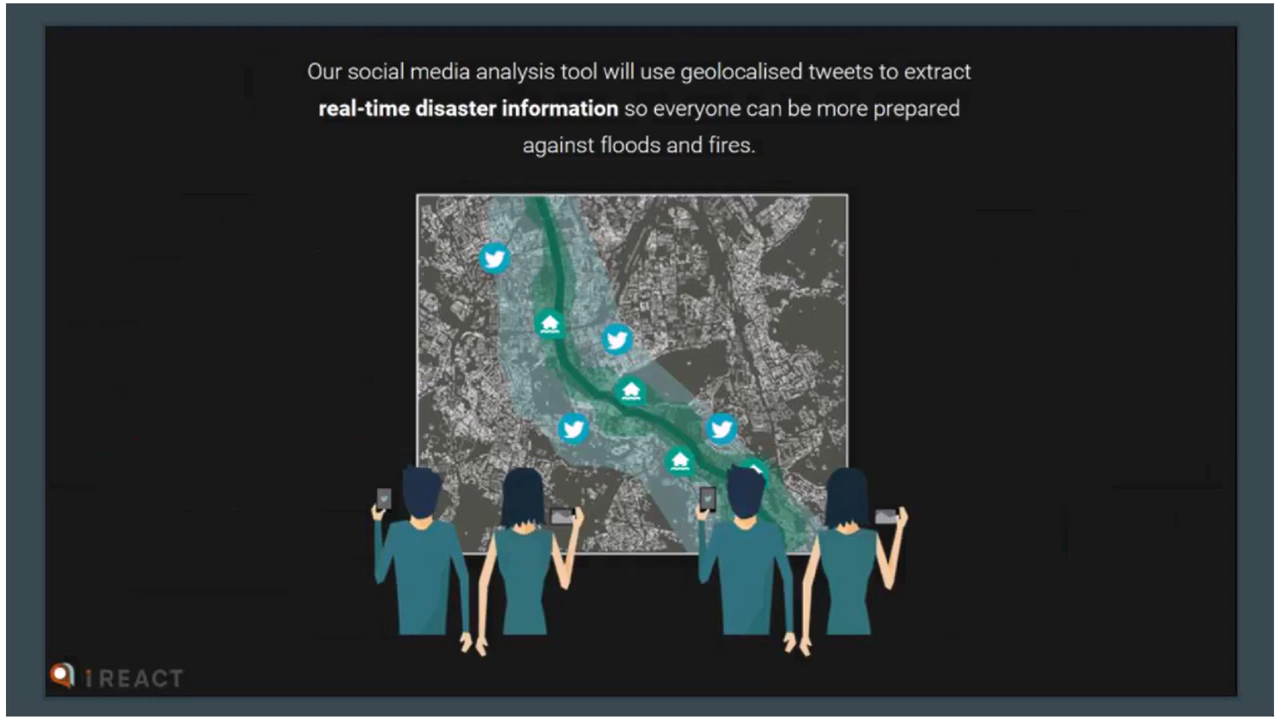 Our social media analysis tool will use geolocalised tweets to extract
real-time disaster information so everyone can be more prepared
against floods and fires.
I REACT